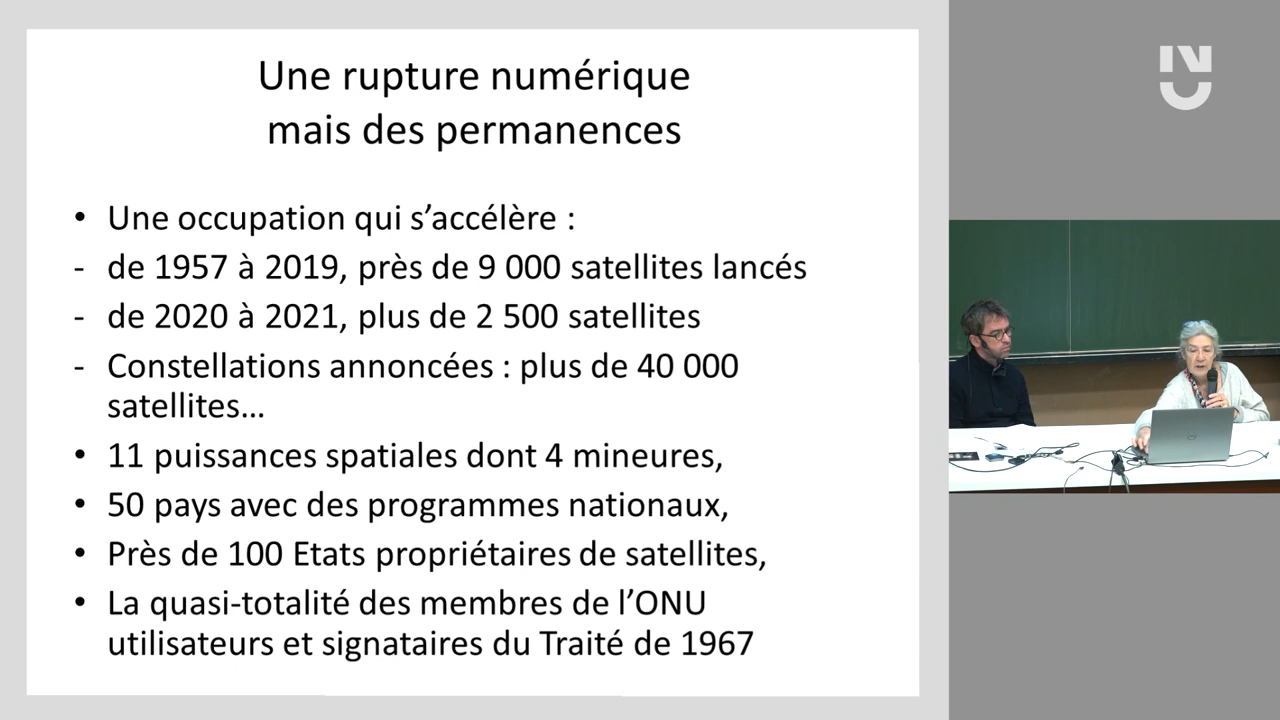 Une rupture numérique
mais des permanences
• Une occupation qui s’accélère :
- de 1957 à 2019, près de 9 000 satellites lancés
- de 2020 à 2021, plus de 2 500 satellites
- Constellations annoncées : plus de 40 000
satellites…
• 11 puissances spatiales dont 4 mineures,
• 50 pays avec des programmes nationaux,
• Près de 100 Etats propriétaires de satellites,
• La quasi-totalité des membres de l’ONU
utilisateurs et signataires du Traité de 1967